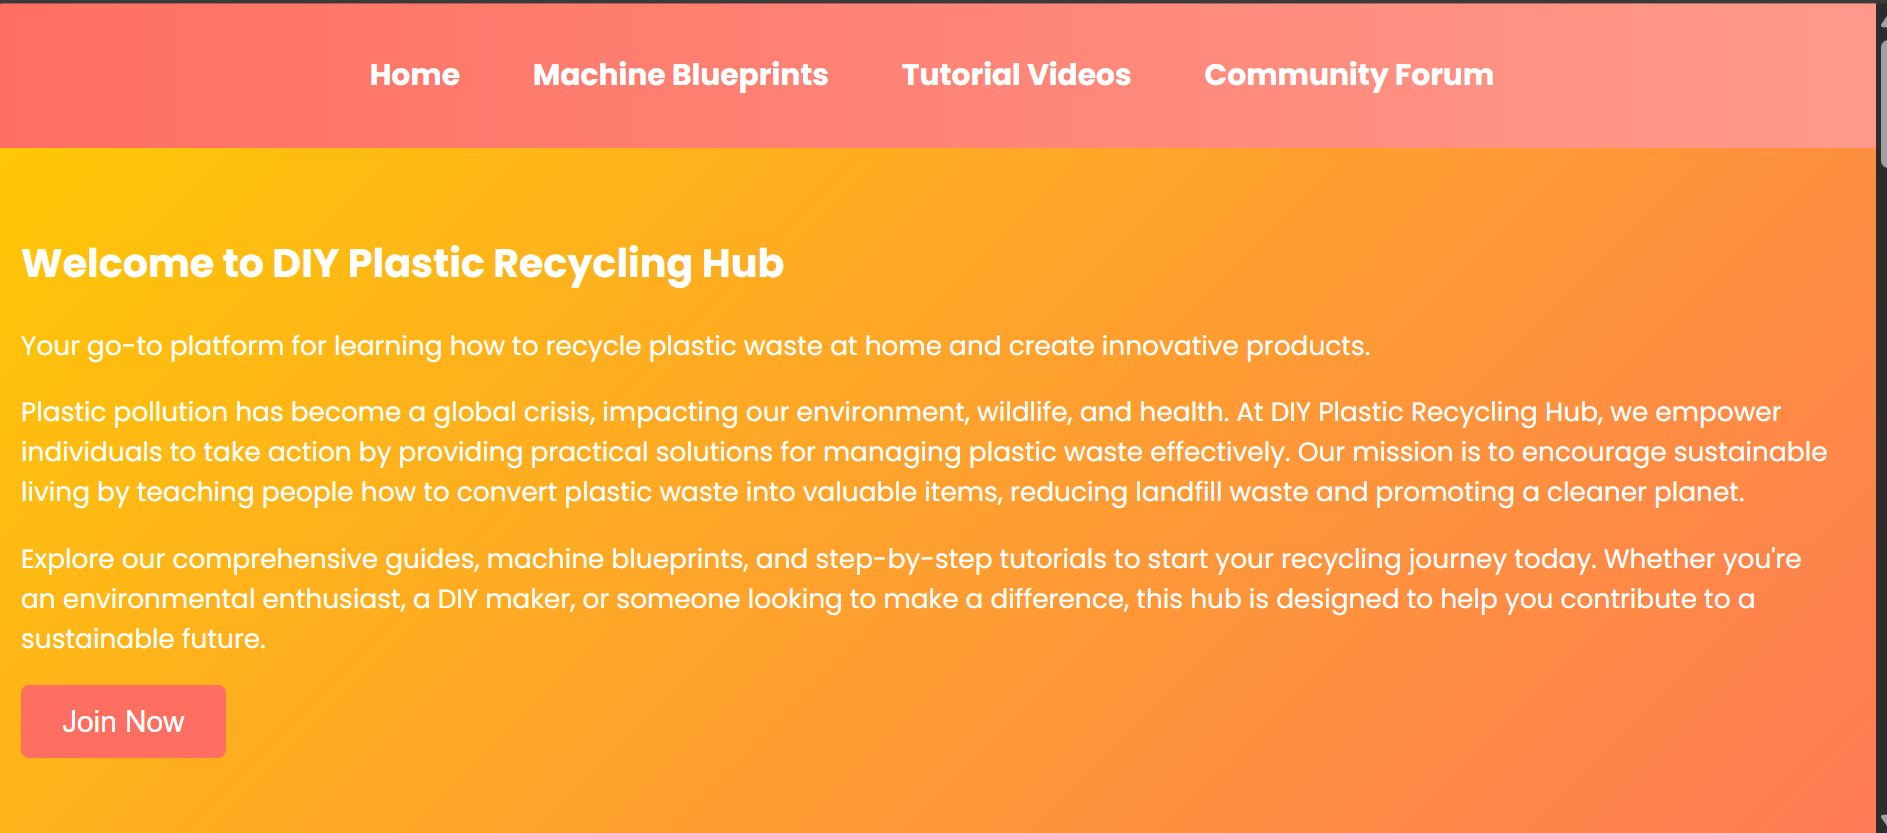 Home Machine Blueprints Tutorial Videos Community Forum
Welcome to DIY Plastic Recycling Hub
Your go-to platform for learning how to recycle plastic waste at home and create innovative products.
Plastic pollution has become a global crisis, impacting our environment, wildlife, and health. At DIY Plastic Recycling Hub, we empower
individuals to take action by providing practical solutions for managing plastic waste effectively. Our mission is to encourage sustainable
living by teaching people how to convert plastic waste into valuable items, reducing landfill waste and promoting a cleaner planet.
Explore our comprehensive guides, machine blueprints, and step-by-step tutorials to start your recycling journey today. Whether you're
an environmental enthusiast, a DIY maker, or someone looking to make a difference, this hub is designed to help you contribute to a
sustainable future.
Join Now